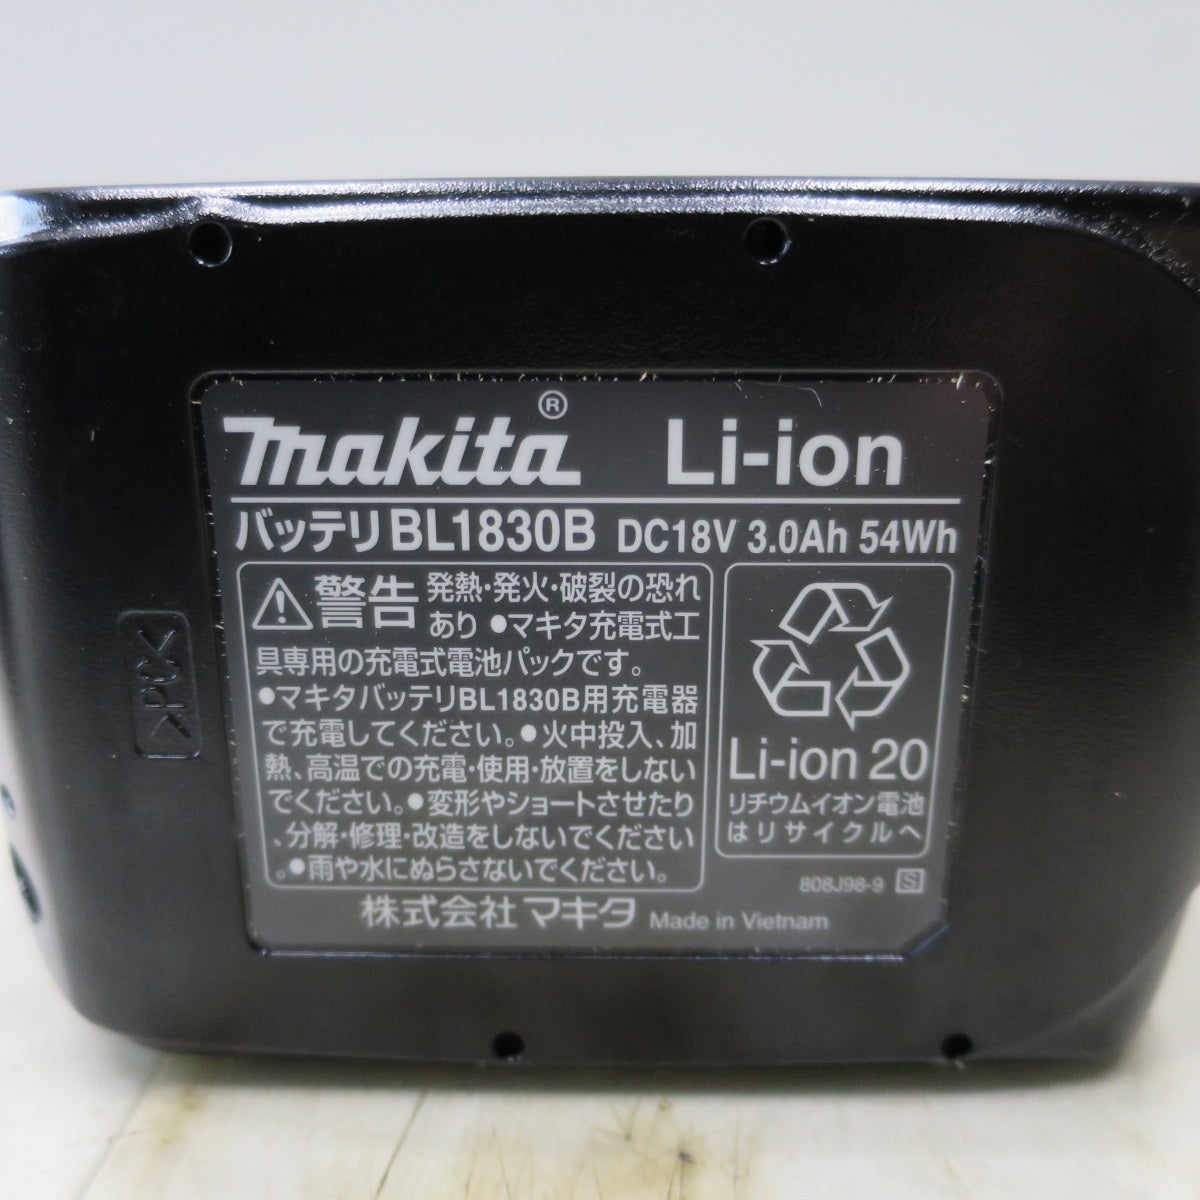 makita® Li-ion
バッテリBL1830B DC18V 3.0Ah 54Wh
警告 発熱・発火・破裂の恐れ
あり ●マキタ充電式工
具専用の充電式電池パックです。
●マキタバッテリBL1830B用充電器
で充電してください。●火中投入、加
熱、高温での充電・使用・放置をしない
でください。●変形やショートさせたり
、分解・修理・改造をしないでください
。●雨や水にぬらさないでください。
Li-ion 20
リチウムイオン電池
はリサイクルへ
808J98-9 S
株式会社マキタ Made in Vietnam
>PC<